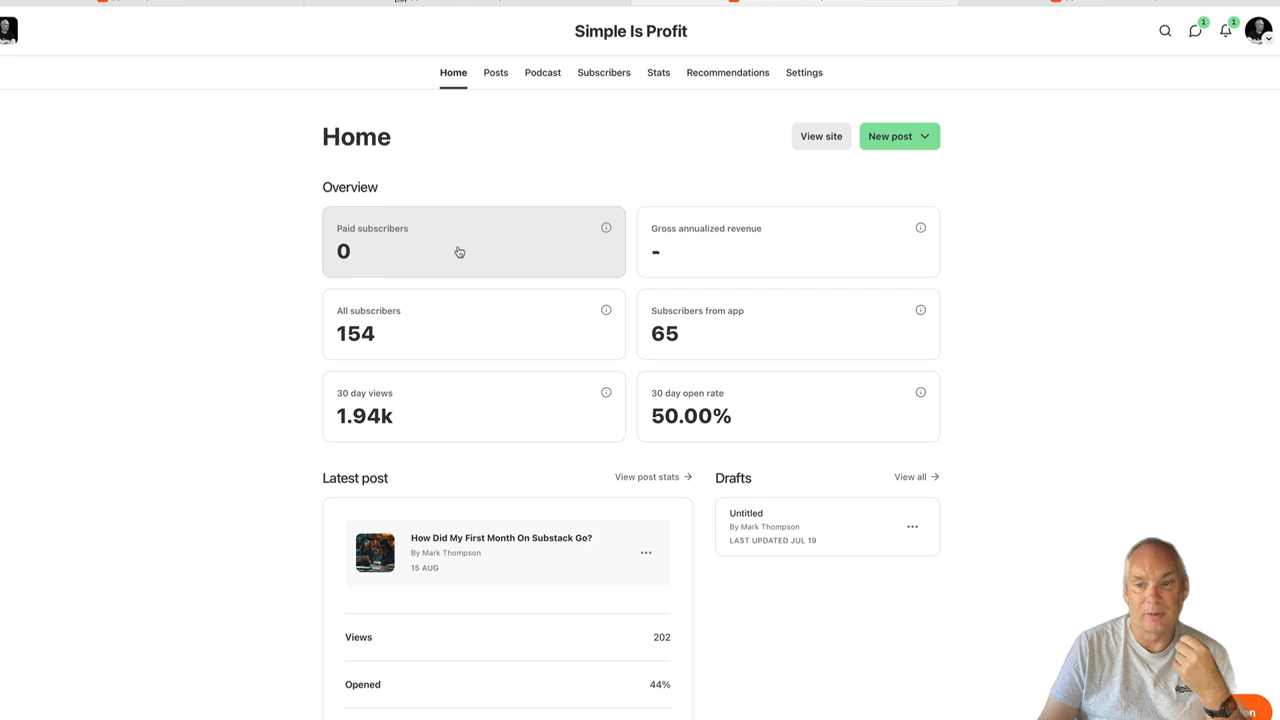 Simple Is Profit
1
1
Home
Posts
Podcast
Subscribers
Stats
Recommendations
Settings
Home
View site
New post
Overview
Paid subscribers
0
Gross annualized revenue
-
All subscribers
154
Subscribers from app
65
30 day views
1.94k
30 day open rate
50.00%
Latest post
View post stats
How Did My First Month On Substack Go?
By Mark Thompson
15 AUG
Views
202
Opened
44%
Drafts
View all
Untitled
By Mark Thompson
LAST UPDATED JUL 19